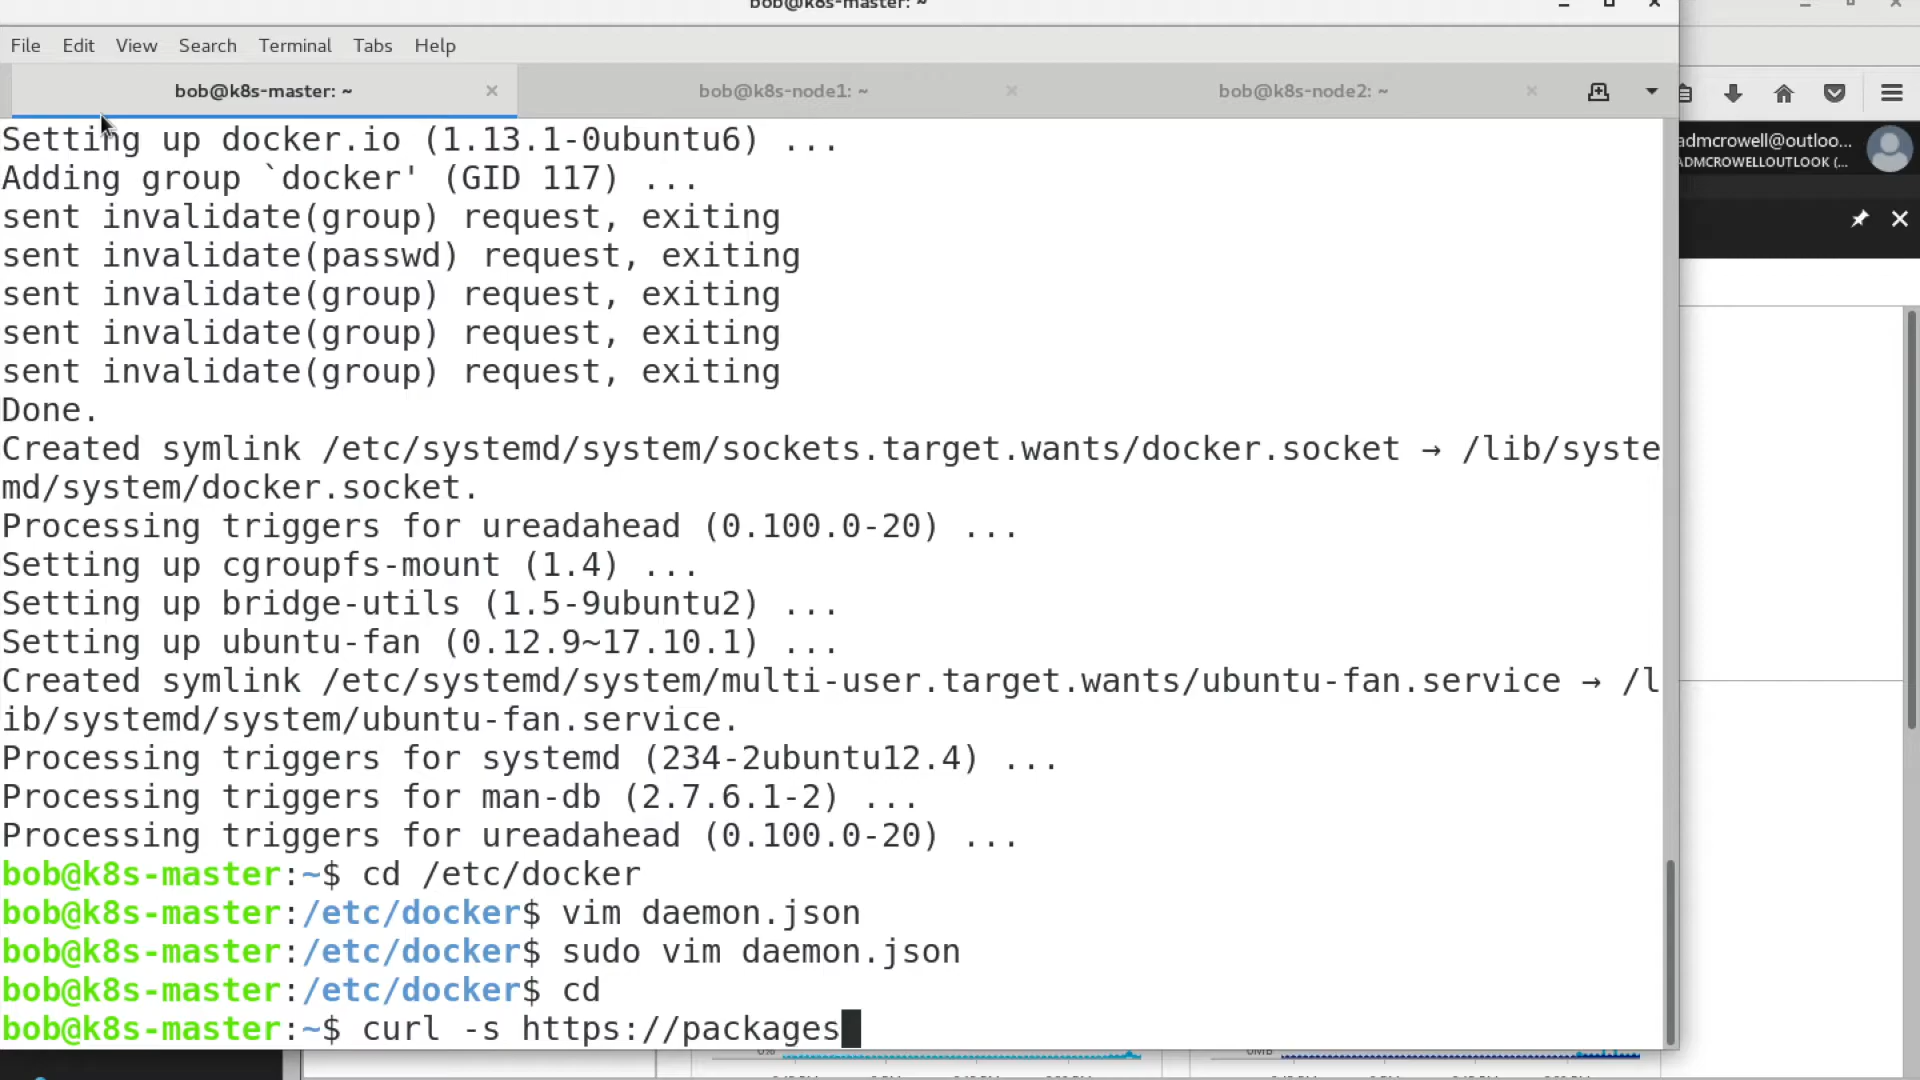 bob@k8s-master: ~
File Edit View Search Terminal Tabs Help
bob@k8s-master: ~ × bob@k8s-node1: ~ × bob@k8s-node2: ~ ×
admcrowell@outloo...
ADMCROWELLOUTLOOK (...
Setting up docker.io (1.13.1-0ubuntu6) ...
Adding group `docker' (GID 117) ...
sent invalidate(group) request, exiting
sent invalidate(passwd) request, exiting
sent invalidate(group) request, exiting
sent invalidate(group) request, exiting
sent invalidate(group) request, exiting
Done.
Created symlink /etc/systemd/system/sockets.target.wants/docker.socket → /lib/syste
md/system/docker.socket.
Processing triggers for ureadahead (0.100.0-20) ...
Setting up cgroupfs-mount (1.4) ...
Setting up bridge-utils (1.5-9ubuntu2) ...
Setting up ubuntu-fan (0.12.9~17.10.1) ...
Created symlink /etc/systemd/system/multi-user.target.wants/ubuntu-fan.service → /l
ib/systemd/system/ubuntu-fan.service.
Processing triggers for systemd (234-2ubuntu12.4) ...
Processing triggers for man-db (2.7.6.1-2) ...
Processing triggers for ureadahead (0.100.0-20) ...
bob@k8s-master:~$ cd /etc/docker
bob@k8s-master:/etc/docker$ vim daemon.json
bob@k8s-master:/etc/docker$ sudo vim daemon.json
bob@k8s-master:/etc/docker$ cd
bob@k8s-master:~$ curl -s https://packages